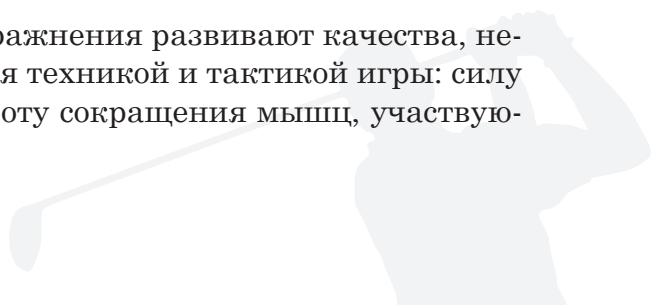 ражнения развивают качества, не-
я техникой и тактикой игры: силу
оту сокращения мышц, участвую-